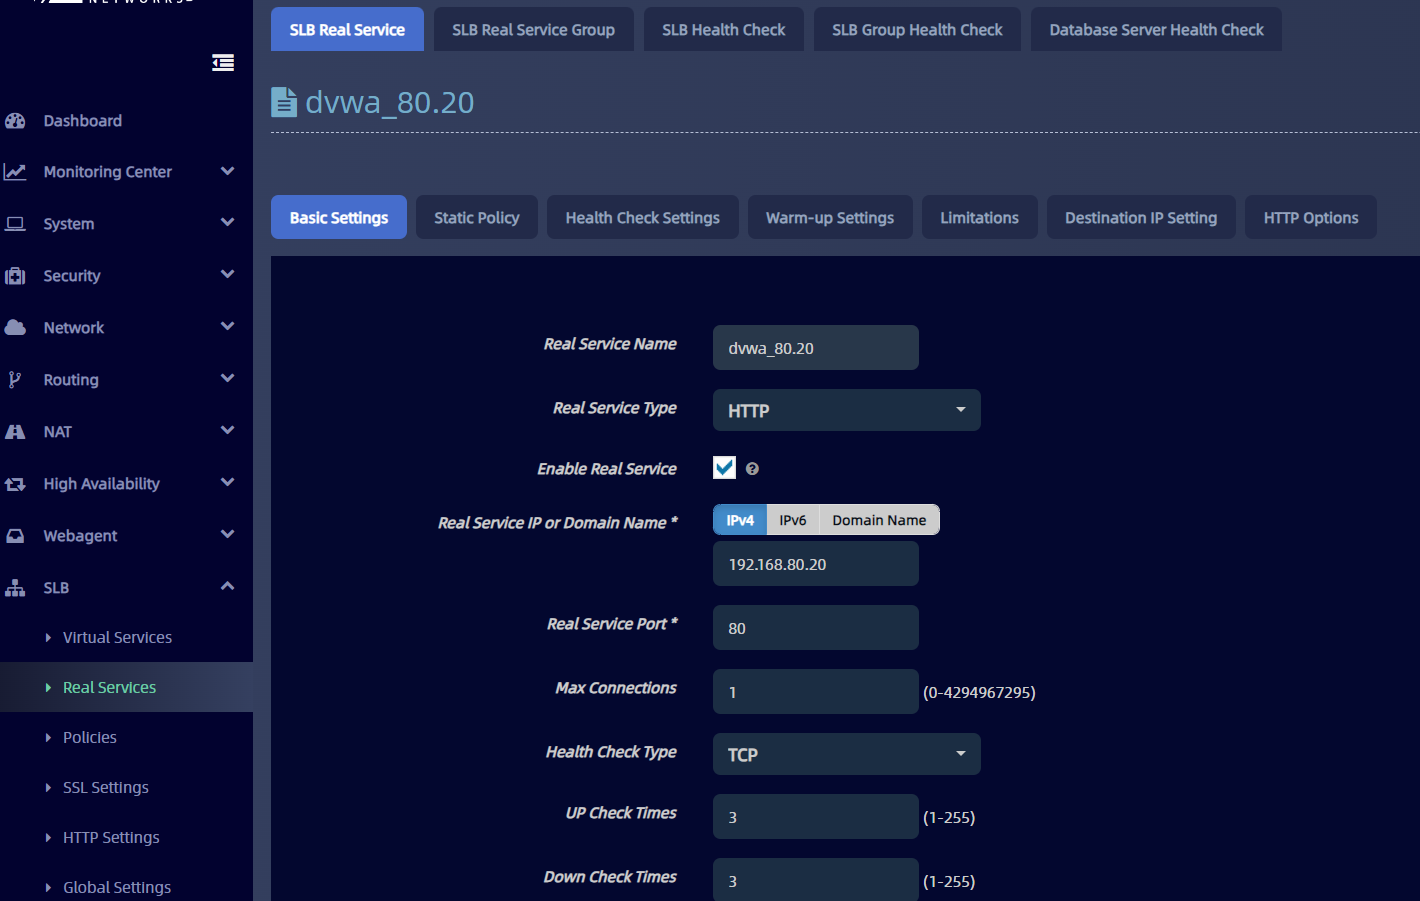 NETWORKS
SLB Real Service
SLB Real Service Group
SLB Health Check
SLB Group Health Check
Database Server Health Check
dvwa_80.20
Dashboard
Monitoring Center
System
Security
Network
Routing
NAT
High Availability
Webagent
SLB
Virtual Services
Real Services
Policies
SSL Settings
HTTP Settings
Global Settings
Basic Settings
Static Policy
Health Check Settings
Warm-up Settings
Limitations
Destination IP Setting
HTTP Options
Real Service Name
dvwa_80.20
Real Service Type
HTTP
Enable Real Service
Real Service IP or Domain Name *
IPv4
IPv6
Domain Name
192.168.80.20
Real Service Port *
80
Max Connections
1
(0-4294967295)
Health Check Type
TCP
UP Check Times
3
(1-255)
Down Check Times
3
(1-255)